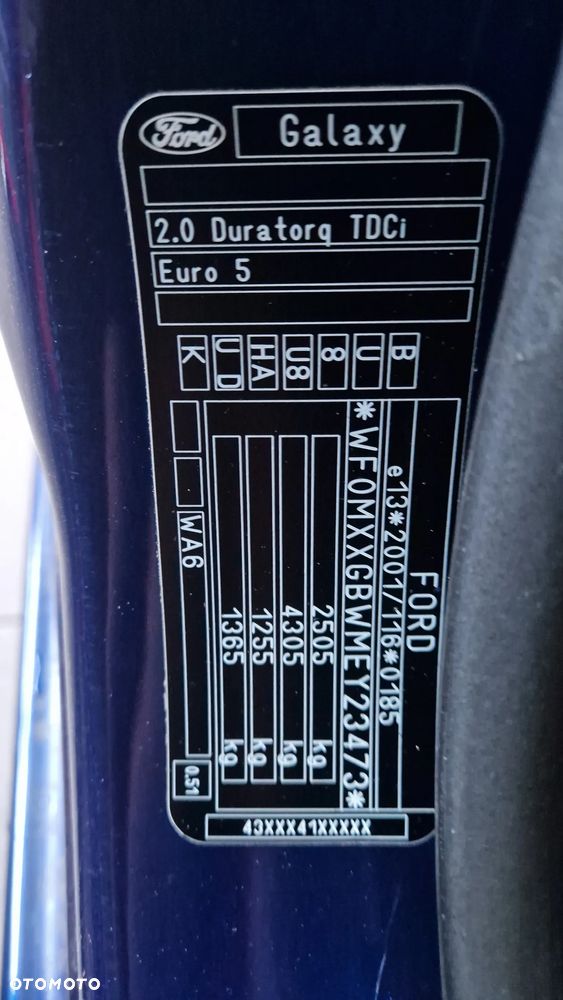 Ford
Galaxy
2.0 Duratorq TDCi
Euro 5
B
U
8
U8
HA
UD
K
FORD
e13*2001/116*0185
*WF0MXXGBWMEY23473*
2505 kg
4305 kg
1255 kg
1365 kg
WA6
0.51
43XXX41XXXXX
OTOMOTO